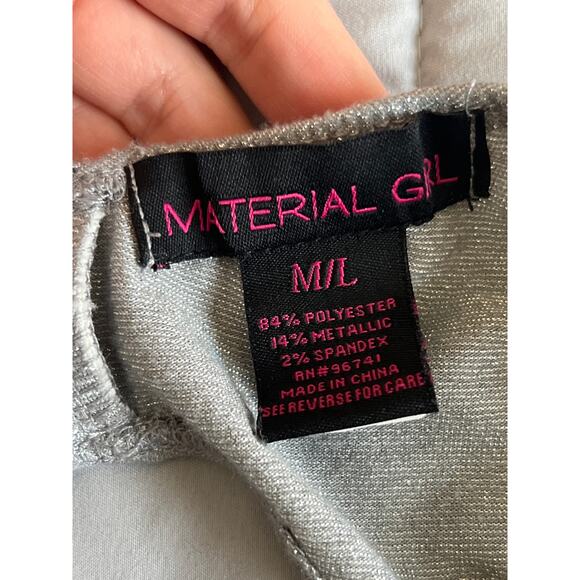 MATERIAL GIRL
M/L
84% POLYESTER
14% METALLIC
2% SPANDEX
RN#96741
MADE IN CHINA
SEE REVERSE FOR CARE